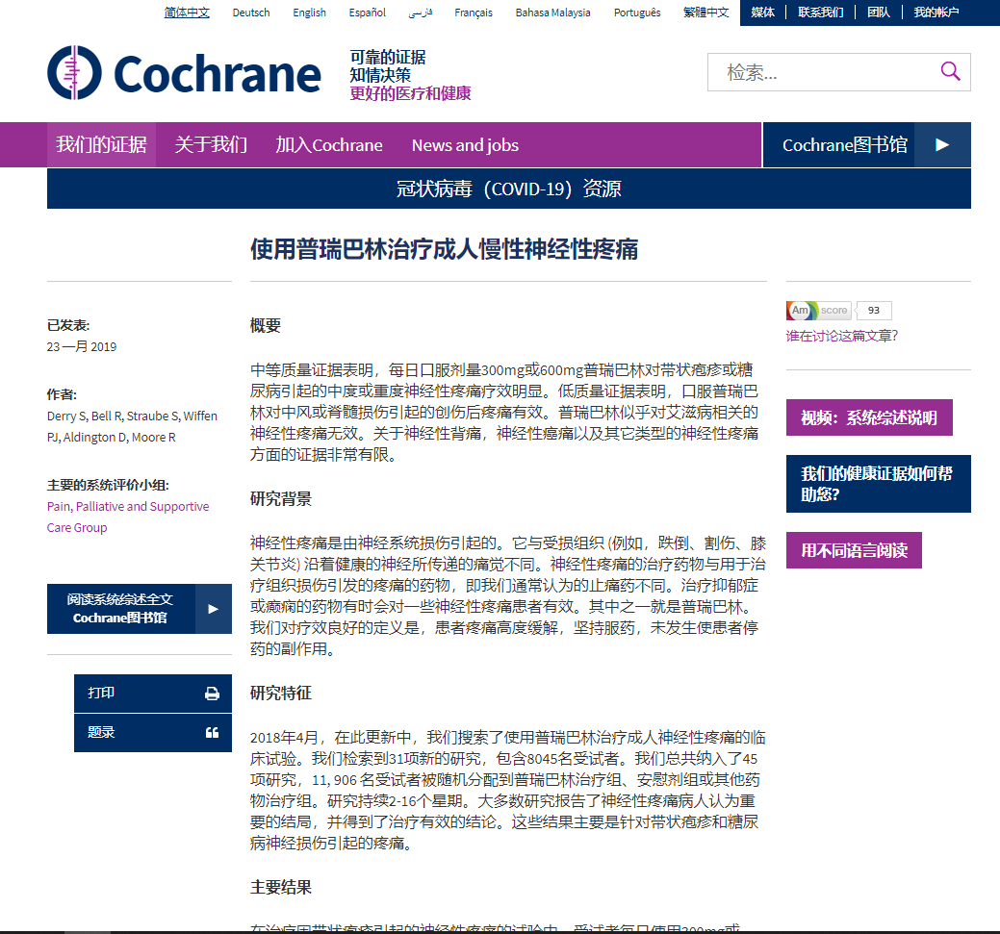 简体中文 Deutsch English Español فارسی Français Bahasa Malaysia Português 繁體中文 媒体 联系我们 团队 我的帐户
Cochrane
可靠的证据
知情决策
更好的医疗和健康
检索...
我们的证据 关于我们 加入Cochrane News and jobs Cochrane图书馆
冠状病毒（COVID-19）资源
使用普瑞巴林治疗成人慢性神经性疼痛
已发表:
23 一月 2019
作者:
Derry S, Bell R, Straube S, Wiffen
PJ, Aldington D, Moore R
主要的系统评价小组:
Pain, Palliative and Supportive
Care Group
阅读系统综述全文
Cochrane图书馆
打印
题录
概要
中等质量证据表明，每日口服剂量300mg或600mg普瑞巴林对带状疱疹或糖
尿病引起的中度或重度神经性疼痛疗效明显。低质量证据表明，口服普瑞巴
林对中风或脊髓损伤引起的创伤后疼痛有效。普瑞巴林似乎对艾滋病相关的
神经性疼痛无效。关于神经性背痛，神经性癌痛以及其它类型的神经性疼痛
方面的证据非常有限。
研究背景
神经性疼痛是由神经系统损伤引起的。它与受损组织 (例如，跌倒、割伤、膝
关节炎) 沿着健康的神经所传递的痛觉不同。神经性疼痛的治疗药物与用于治
疗组织损伤引发的疼痛的药物，即我们通常认为的止痛药不同。治疗抑郁症
或癫痫的药物有时会对一些神经性疼痛患者有效。其中之一就是普瑞巴林。
我们对疗效良好的定义是，患者疼痛高度缓解，坚持服药，未发生使患者停
药的副作用。
研究特征
2018年4月，在此更新中，我们搜索了使用普瑞巴林治疗成人神经性疼痛的临
床试验。我们检索到31项新的研究，包含8045名受试者。我们总共纳入了45
项研究，11, 906 名受试者被随机分配到普瑞巴林治疗组、安慰剂组或其他药
物治疗组。研究持续2-16个星期。大多数研究报告了神经性疼痛病人认为重
要的结局，并得到了治疗有效的结论。这些结果主要是针对带状疱疹和糖尿
病神经损伤引起的疼痛。
主要结果
在治疗因带状疱疹引起的神经性疼痛的试验中，受试者每日使用300mg或
Am score 93
谁在讨论这篇文章?
视频：系统综述说明
我们的健康证据如何帮
助您?
用不同语言阅读